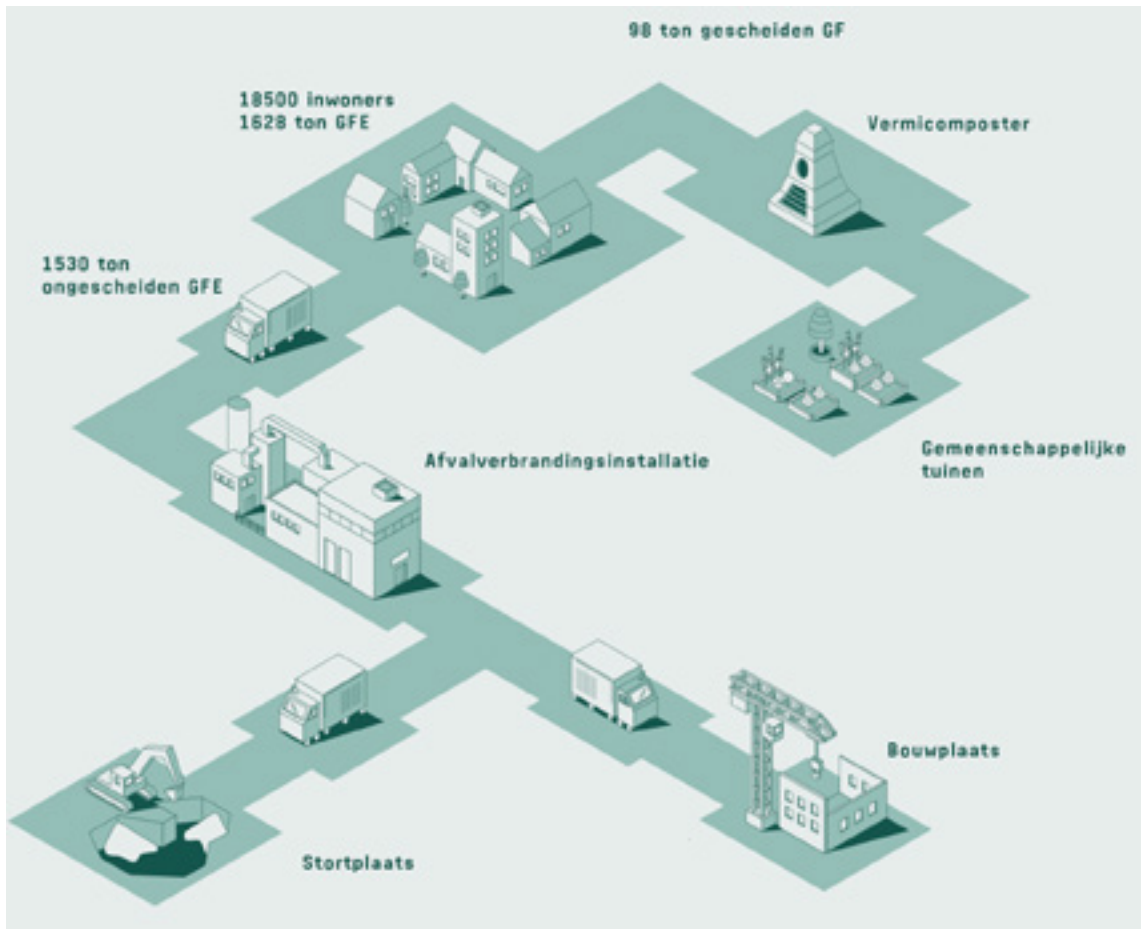 98 ton gescheiden GF
18500 inwoners
1628 ton GFE
Vermicomposter
1530 ton
ongescheiden GFE
Gemeenschappelijke
tuinen
Afvalverbrandingsinstallatie
Bouwplaats
Stortplaats